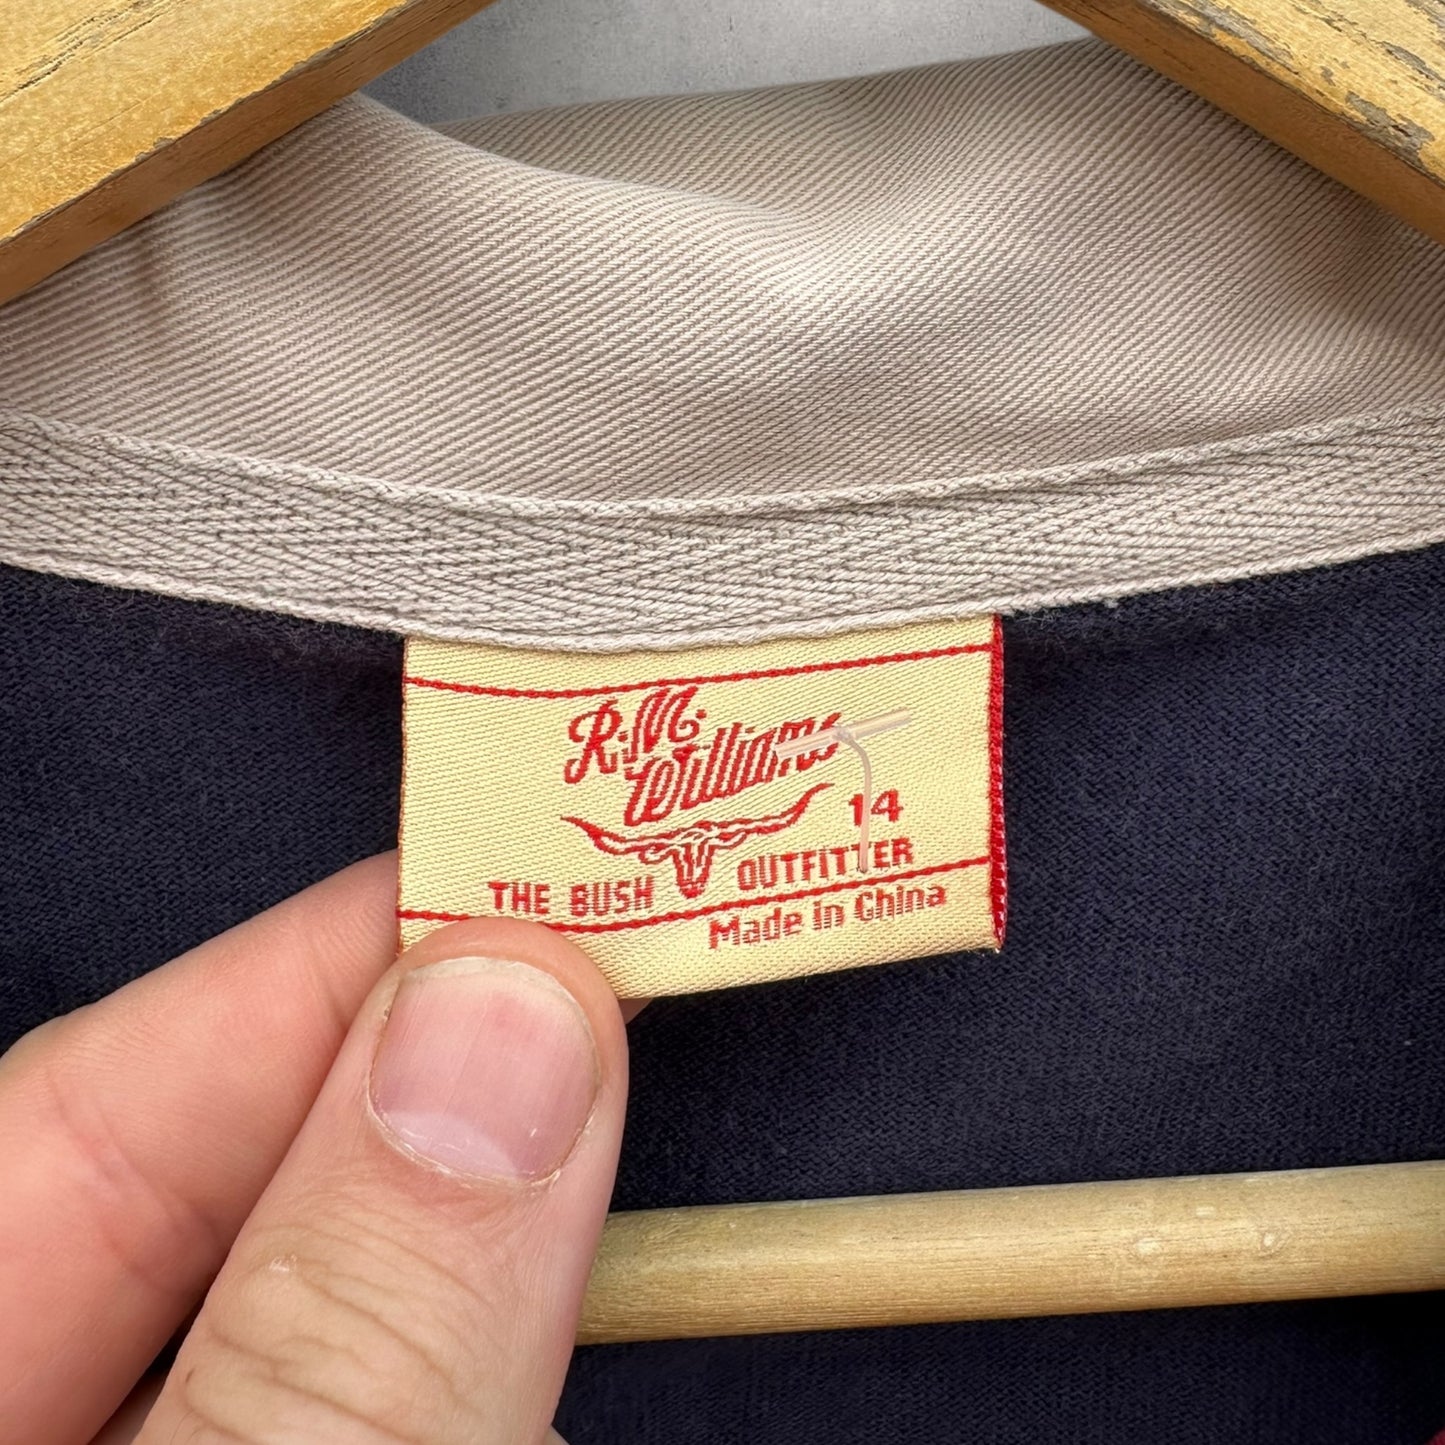 R.M.
Williams
14
THE BUSH OUTFITTER
Made in China